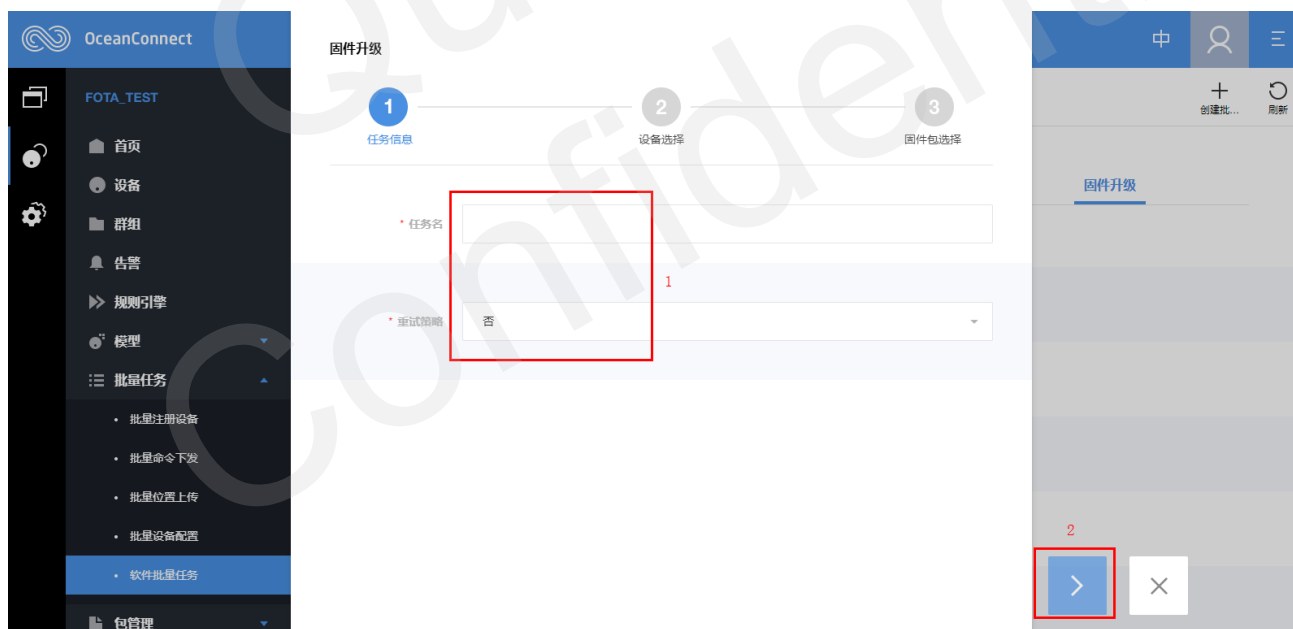 OceanConnect
中
FOTA_TEST
首页
设备
群组
告警
规则引擎
模型
批量任务
批量注册设备
批量命令下发
批量位置上传
批量设备配置
软件批量任务
包管理
固件升级
1
2
3
任务信息
设备选择
固件包选择
* 任务名
1
* 重试策略
否
创建批...
刷新
固件升级
2
Confident